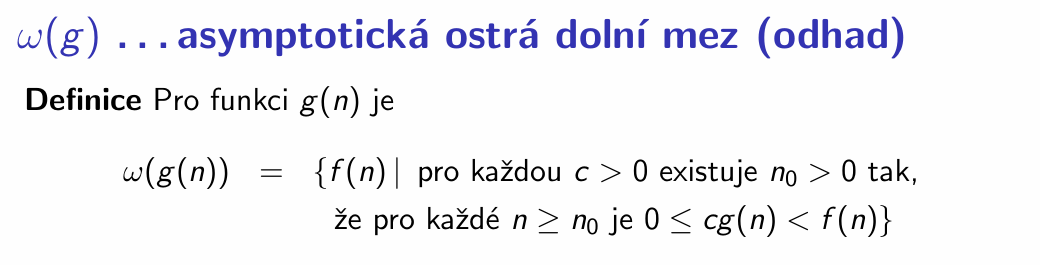 ω(g) . . . asymptotická ostrá dolní mez (odhad)
Definice Pro funkci g(n) je
ω(g(n)) = {f(n) | pro každou c > 0 existuje n₀ > 0 tak,
že pro každé n ≥ n₀ je 0 ≤ cg(n) < f(n)}